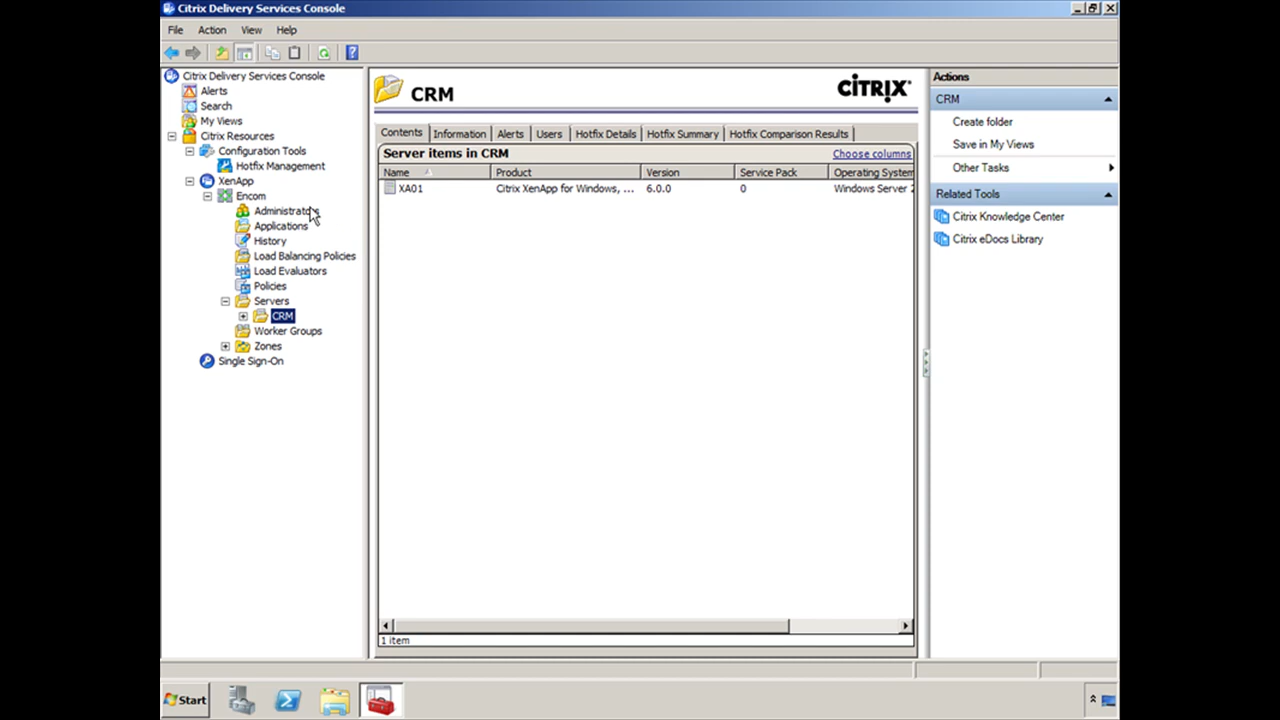 Citrix Delivery Services Console
File Action View Help
Citrix Delivery Services Console
Alerts
Search
My Views
Citrix Resources
Configuration Tools
Hotfix Management
XenApp
Encom
Administrators
Applications
History
Load Balancing Policies
Load Evaluators
Policies
Servers
CRM
Worker Groups
Zones
Single Sign-On
CRM
CITRIX
Contents Information Alerts Users Hotfix Details Hotfix Summary Hotfix Comparison Results
Server items in CRM Choose columns
Name Product Version Service Pack Operating System
XA01 Citrix XenApp for Windows, ... 6.0.0 0 Windows Server
1 item
Actions
CRM
Create folder
Save in My Views
Other Tasks
Related Tools
Citrix Knowledge Center
Citrix eDocs Library
Start